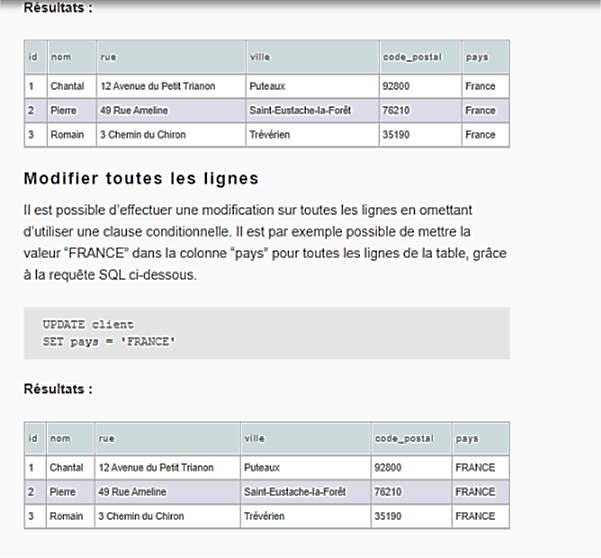 Résultats :
id nom rue ville code_postal pays
1 Chantal 12 Avenue du Petit Trianon Puteaux 92800 France
2 Pierre 49 Rue Ameline Saint-Eustache-la-Forêt 76210 France
3 Romain 3 Chemin du Chiron Trévérien 35190 France
Modifier toutes les lignes
Il est possible d'effectuer une modification sur toutes les lignes en omettant
d'utiliser une clause conditionnelle. Il est par exemple possible de mettre la
valeur “FRANCE” dans la colonne “pays” pour toutes les lignes de la table, grâce
à la requête SQL ci-dessous.
UPDATE client
SET pays = 'FRANCE'
Résultats :
id nom rue ville code_postal pays
1 Chantal 12 Avenue du Petit Trianon Puteaux 92800 FRANCE
2 Pierre 49 Rue Ameline Saint-Eustache-la-Forêt 76210 FRANCE
3 Romain 3 Chemin du Chiron Trévérien 35190 FRANCE